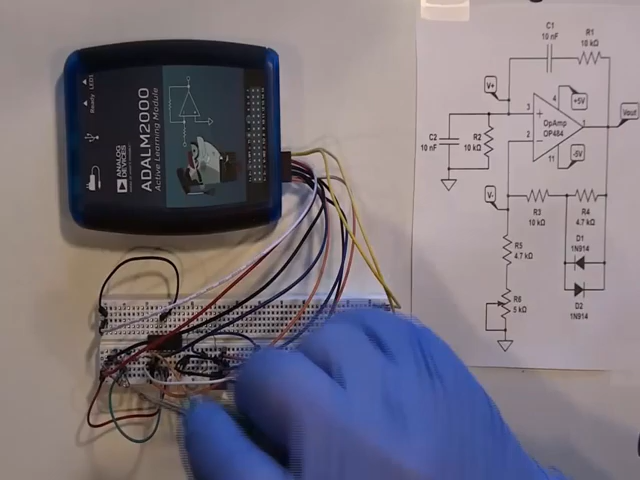 LED1
Ready
ANALOG
DEVICES
ADALM2000
Active Learning Module
C1
10 nF
R1
10 kΩ
V+
+5V
3
4
OpAmp
OP484
1
Vout
2
11
-5V
C2
10 nF
R2
10 kΩ
V-
R3
10 kΩ
R4
4.7 kΩ
R5
4.7 kΩ
D1
1N914
R6
5 kΩ
D2
1N914